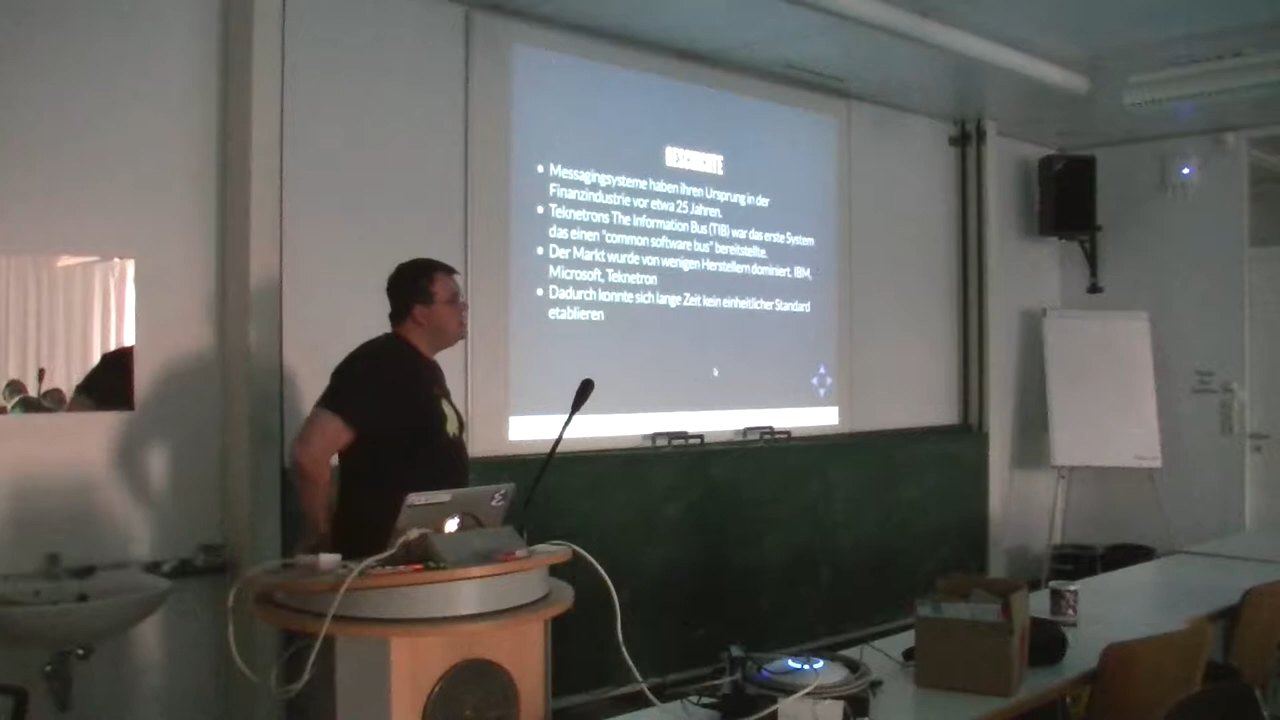 GESCHICHTE
Messagingsysteme haben ihren Ursprung in der
Finanzindustrie vor etwa 25 Jahren.
Teknetrons The Information Bus (TIB) war das erste System
das einen "common software bus" bereitstellte.
Der Markt wurde von wenigen Herstellern dominiert. IBM,
Microsoft, Teknetron
Dadurch konnte sich lange Zeit kein einheitlicher Standard
etablieren